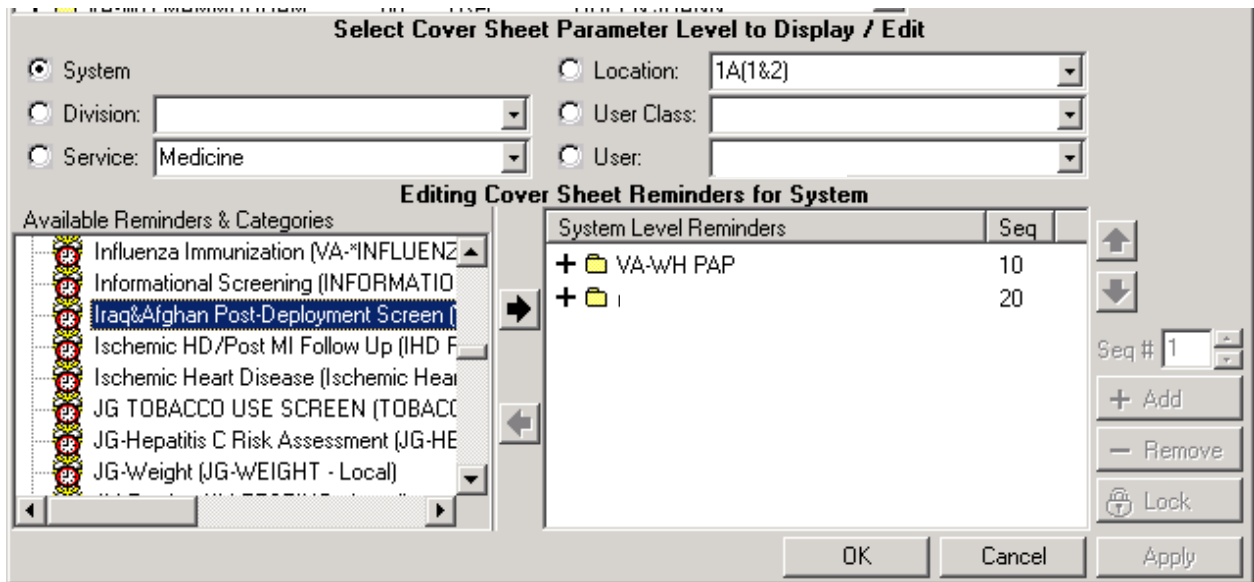 Select Cover Sheet Parameter Level to Display / Edit
System
Location: 1A(1&2)
Division:
User Class:
Service: Medicine
User:
Editing Cover Sheet Reminders for System
Available Reminders & Categories
System Level Reminders Seq
Influenza Immunization (VA-*INFLUENZ
VA-WH PAP 10
Informational Screening (INFORMATIO
20
Iraq&Afghan Post-Deployment Screen (
Ischemic HD/Post MI Follow Up (IHD F
Seq # 1
Ischemic Heart Disease (Ischemic Hear
JG TOBACCO USE SCREEN (TOBACC
Add
JG-Hepatitis C Risk Assessment (JG-HE
Remove
JG-Weight (JG-WEIGHT - Local)
Lock
OK Cancel Apply